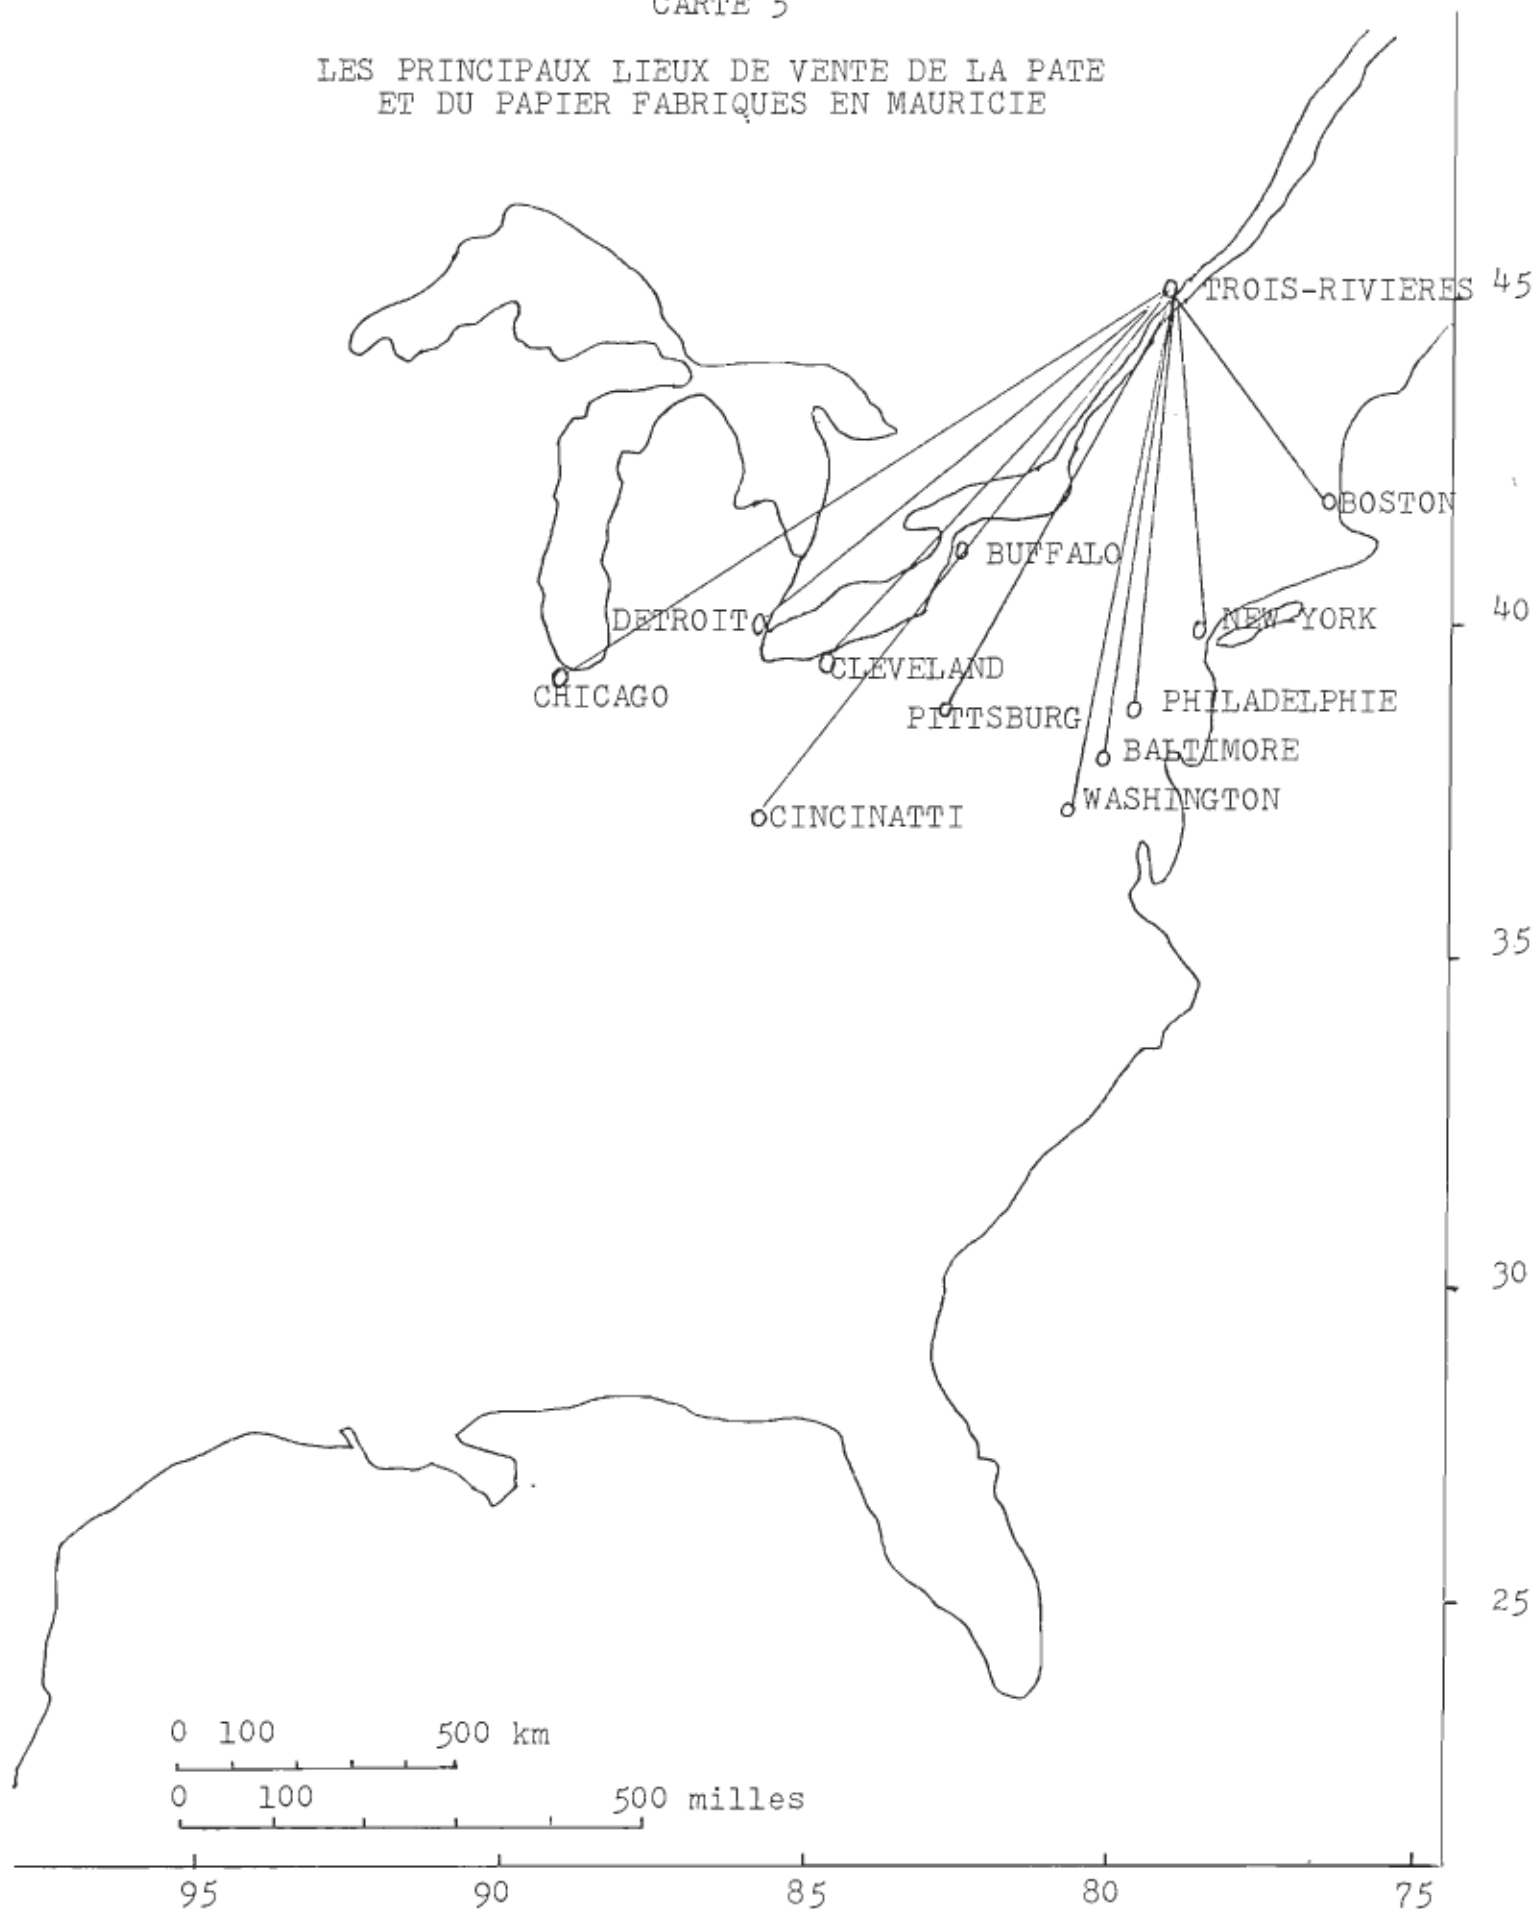 CARTE 5
LES PRINCIPAUX LIEUX DE VENTE DE LA PATE
ET DU PAPIER FABRIQUES EN MAURICIE
TROIS-RIVIERES
45
BOSTON
BUFFALO
DETROIT
NEW-YORK
40
CLEVELAND
CHICAGO
PITTSBURG
PHILADELPHIE
BALTIMORE
WASHINGTON
CINCINATTI
35
30
25
0 100 500 km
0 100 500 milles
95 90 85 80 75